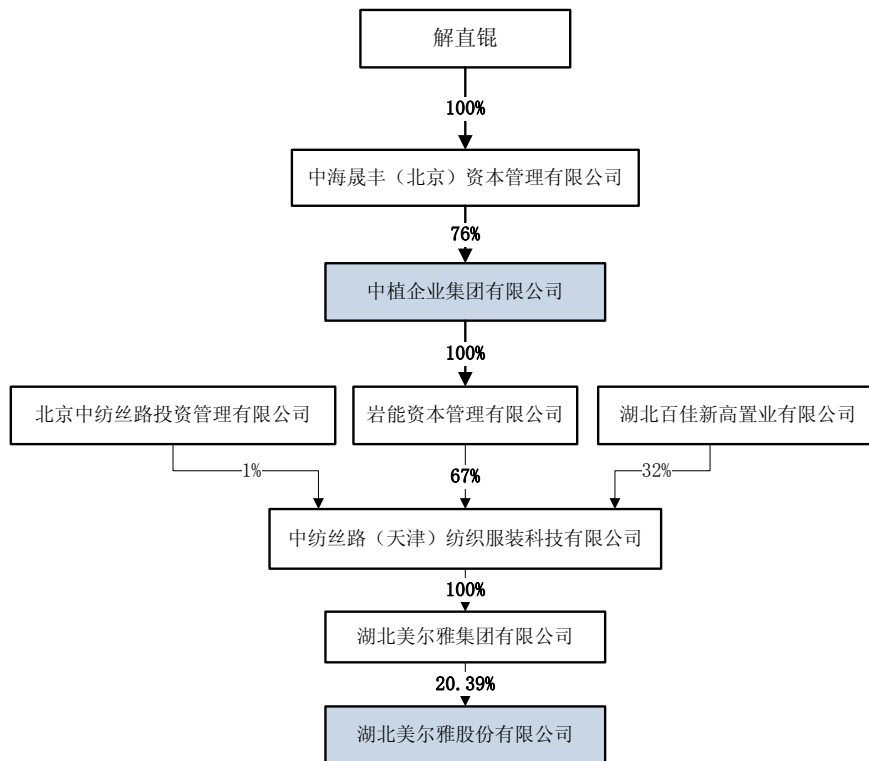 解直锟
100%
中海晟丰（北京）资本管理有限公司
76%
中植企业集团有限公司
100%
北京中纺丝路投资管理有限公司
岩能资本管理有限公司
湖北百佳新高置业有限公司
1%
67%
32%
中纺丝路（天津）纺织服装科技有限公司
100%
湖北美尔雅集团有限公司
20.39%
湖北美尔雅股份有限公司